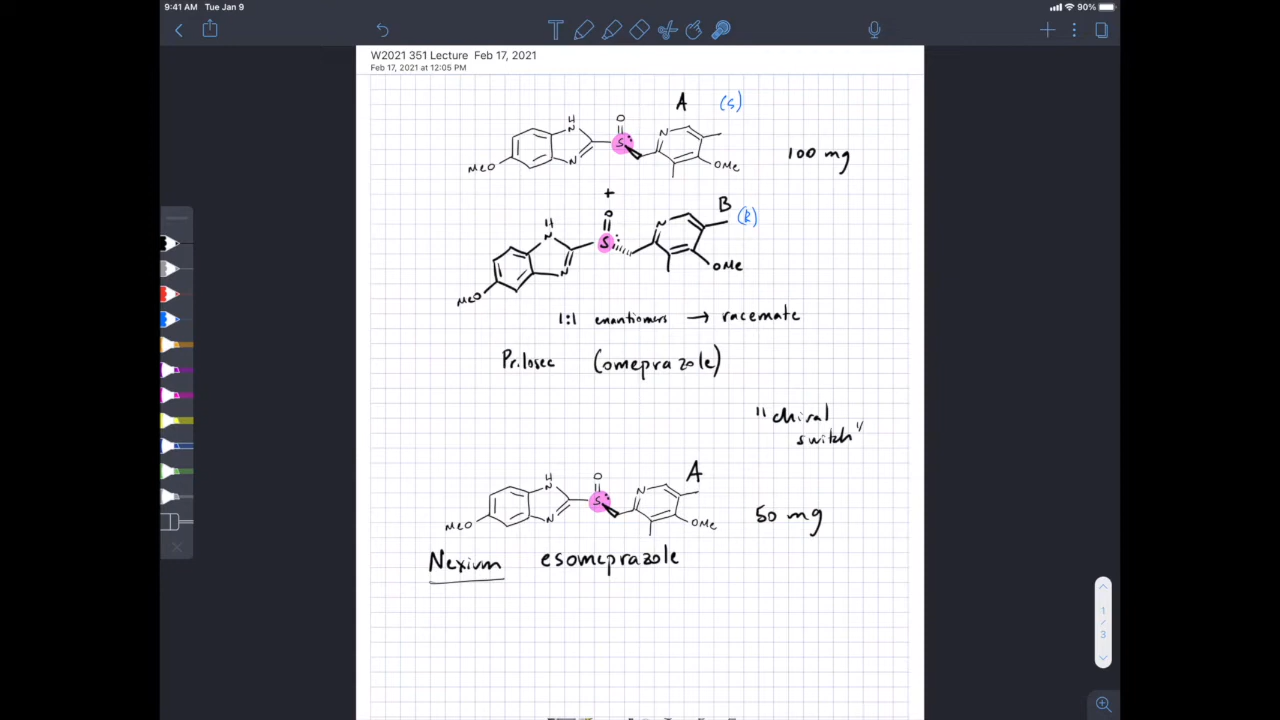 9:41 AM Tue Jan 9
90%
W2021 351 Lecture Feb 17, 2021
Feb 17, 2021 at 12:05 PM
A (S)
H
N
O
S
N
N
MeO
OMe
100 mg
+
B (R)
H
N
O
S
N
N
MeO
OMe
1:1 enantiomers → racemate
Prilosec (omeprazole)
"chiral
switch"
A
H
N
O
S
N
N
MeO
OMe
50 mg
Nexium esomeprazole
1
/
3